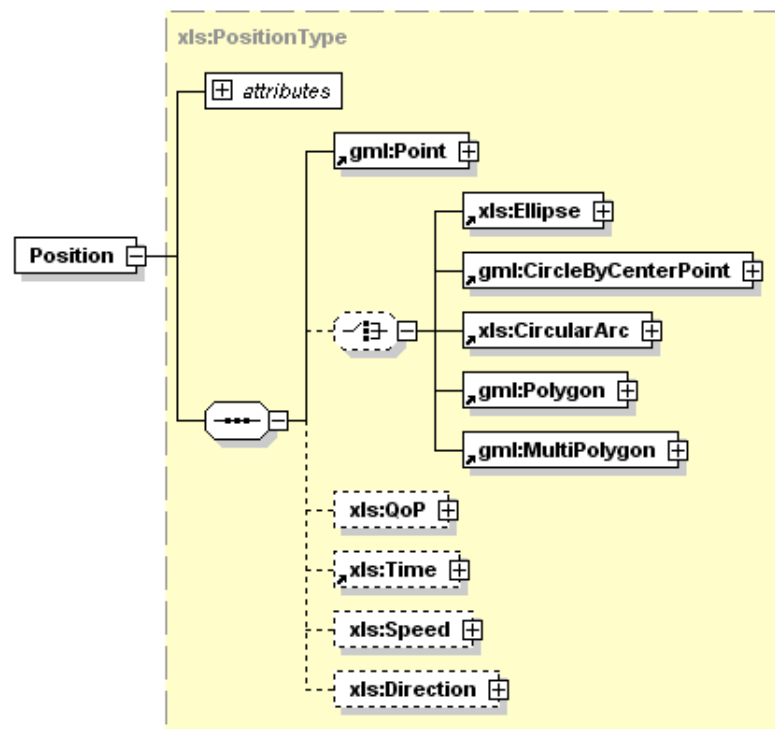 xls:PositionType
attributes
gml:Point
xls:Ellipse
Position
gml:CircleByCenterPoint
xls:CircularArc
gml:Polygon
gml:MultiPolygon
xls:QoP
xls:Time
xls:Speed
xls:Direction